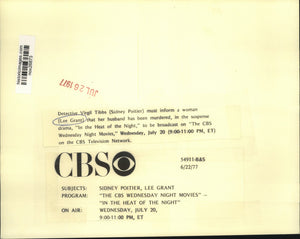 JUL 26 1977
Detective Virgil Tibbs (Sidney Poitier) must inform a woman
(Lee Grant) that her husband has been murdered, in the suspense
drama, "In the Heat of the Night," to be broadcast on "The CBS
Wednesday Night Movies," Wednesday, July 20 (9:00-11:00 PM, ET)
on the CBS Television Network.
CBS
54911-B&S
6/22/77
SUBJECTS: SIDNEY POITIER, LEE GRANT
PROGRAM: "THE CBS WEDNESDAY NIGHT MOVIES" -
"IN THE HEAT OF THE NIGHT"
ON AIR: WEDNESDAY, JULY 20,
9:00-11:00 PM, ET